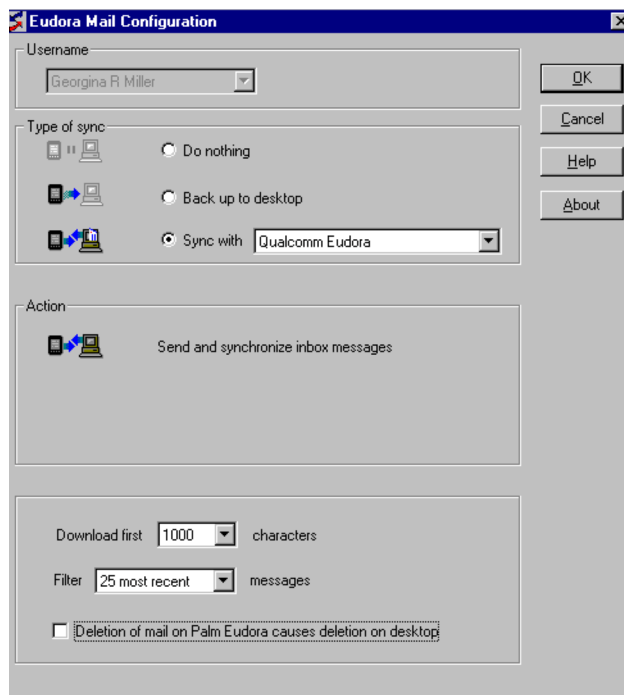 Eudora Mail Configuration
Username
Georgina R Miller
OK
Type of sync
Cancel
Do nothing
Help
Back up to desktop
About
Sync with Qualcomm Eudora
Action
Send and synchronize inbox messages
Download first 1000 characters
Filter 25 most recent messages
Deletion of mail on Palm Eudora causes deletion on desktop